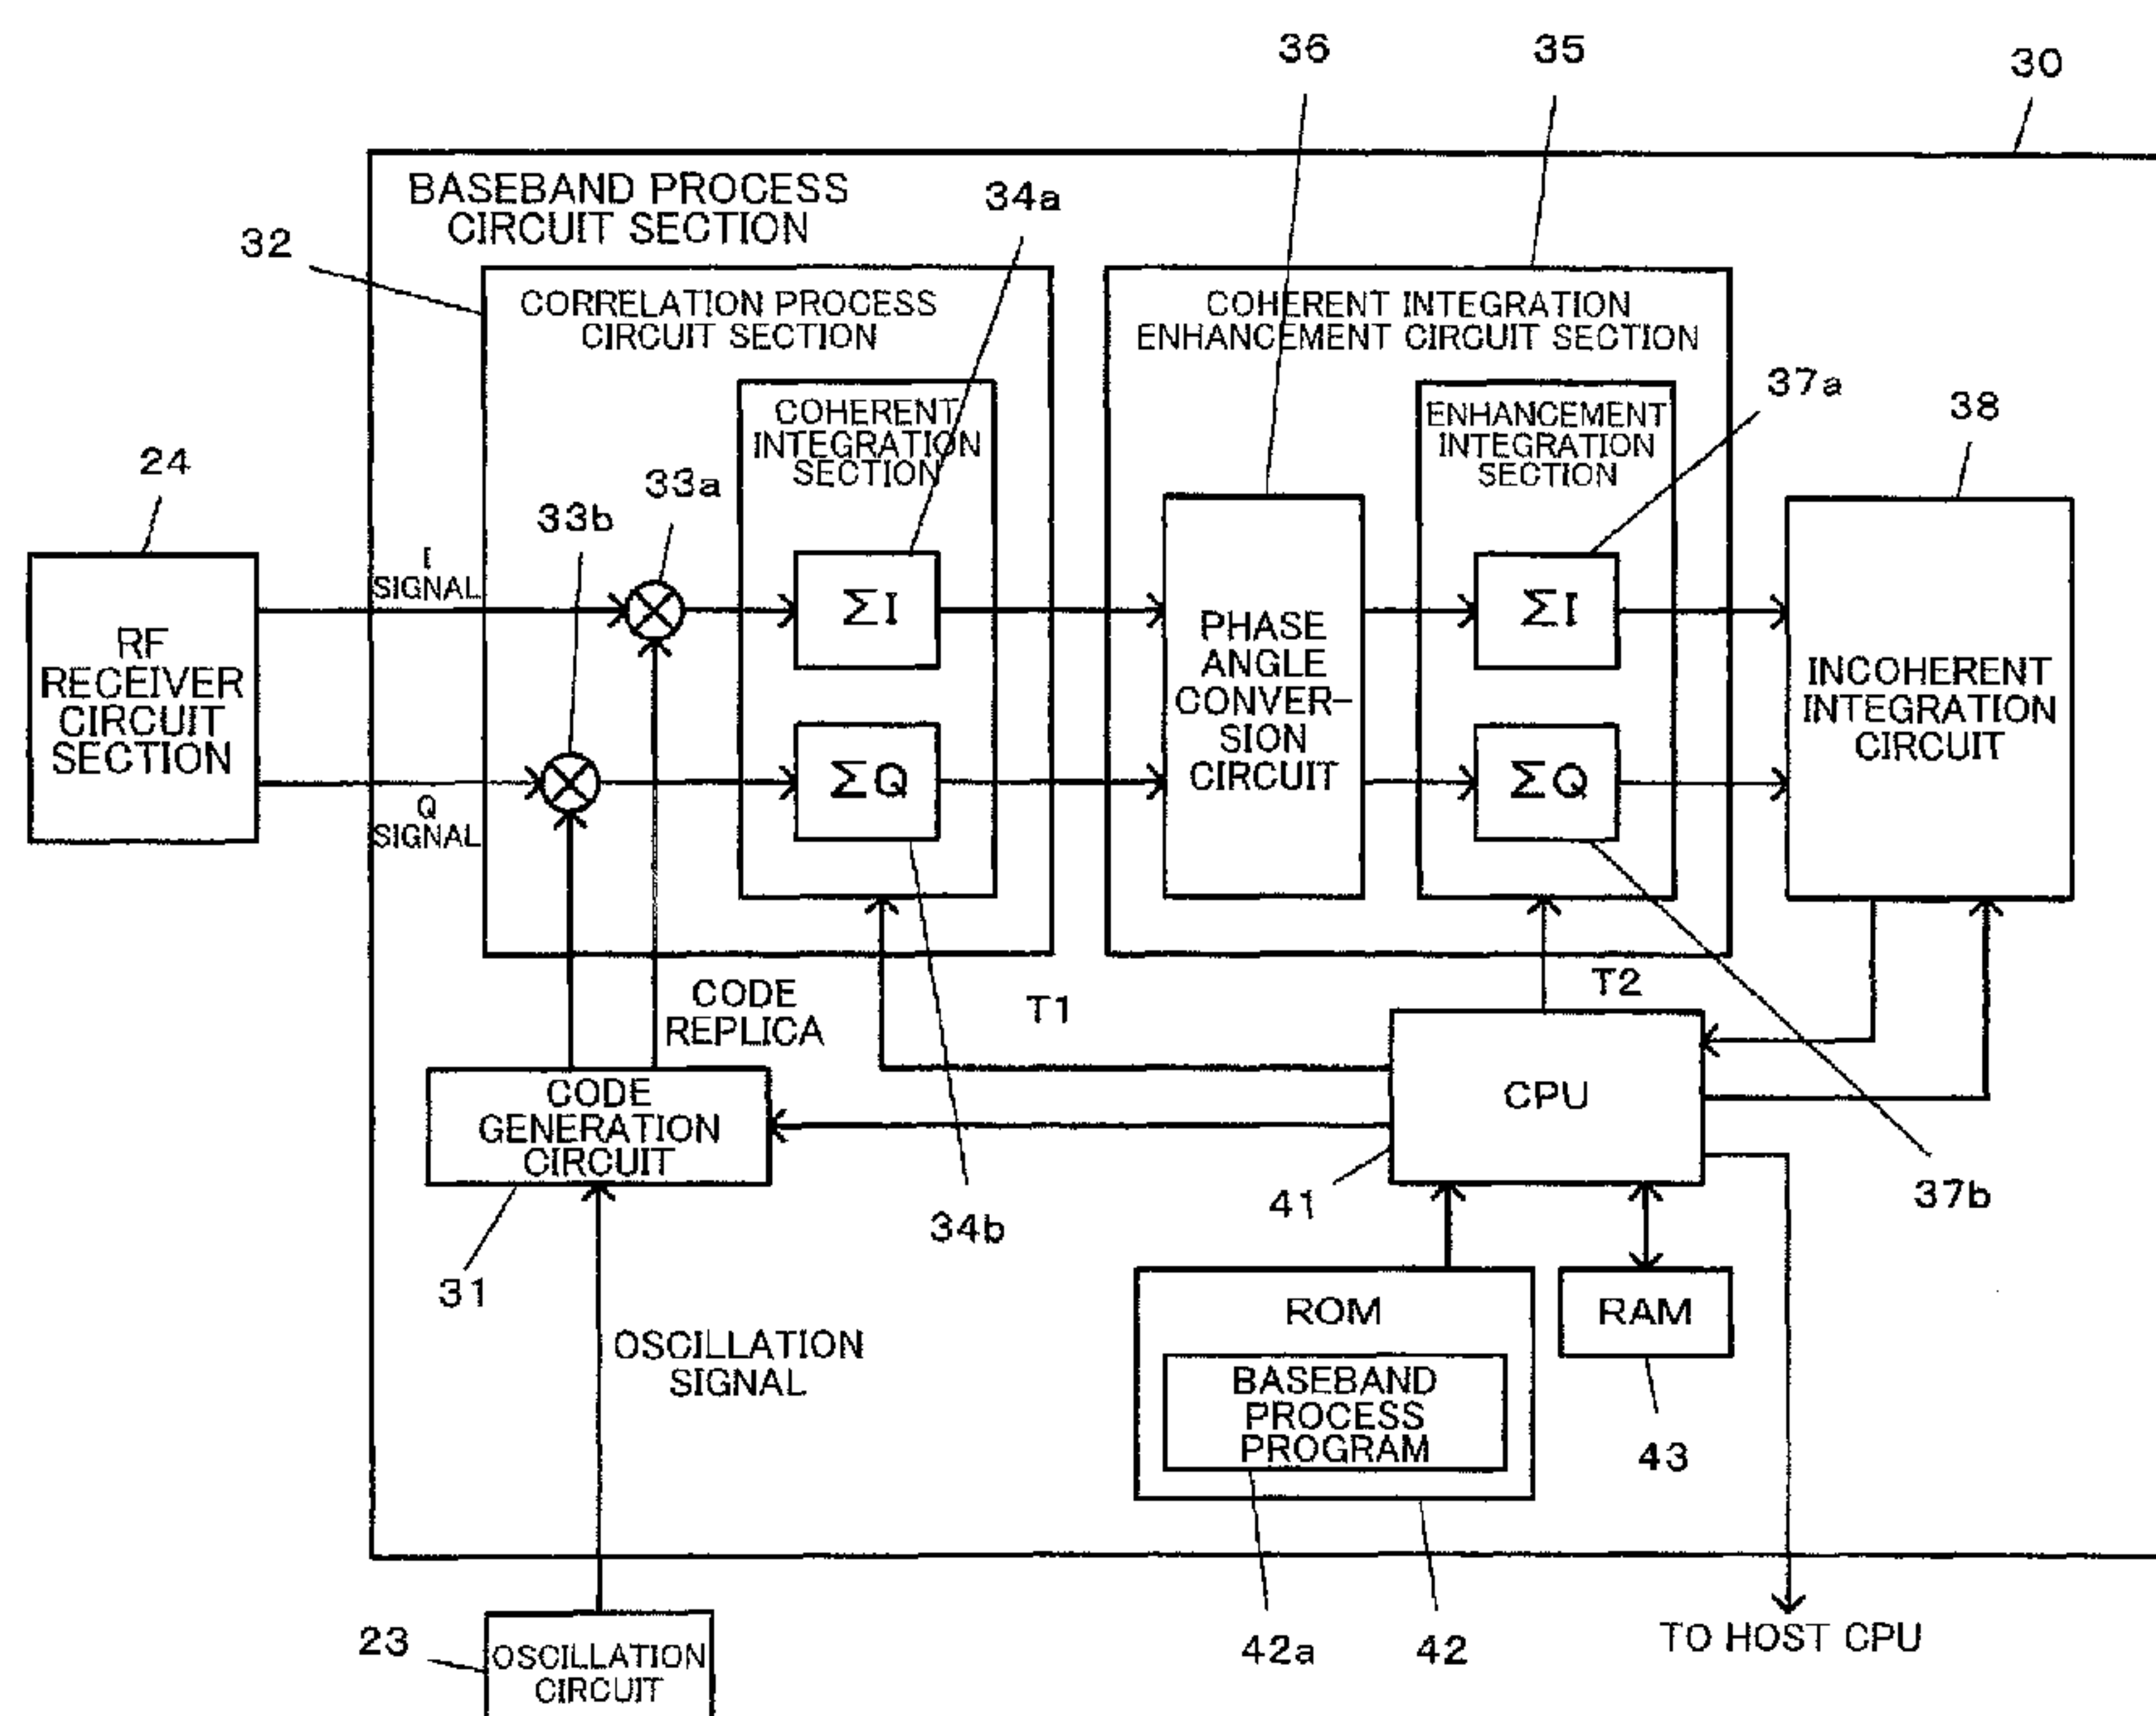 36
35
30
BASEBAND PROCESS
CIRCUIT SECTION
34a
32
CORRELATION PROCESS
CIRCUIT SECTION
COHERENT INTEGRATION
ENHANCEMENT CIRCUIT SECTION
37a
38
COHERENT
INTEGRATION
SECTION
ENHANCEMENT
INTEGRATION
SECTION
24
33a
33b
I
SIGNAL
RF
RECEIVER
CIRCUIT
SECTION
ΣI
ΣQ
PHASE
ANGLE
CONVER-
SION
CIRCUIT
ΣI
ΣQ
INCOHERENT
INTEGRATION
CIRCUIT
Q
SIGNAL
CODE
REPLICA
T1
T2
CODE
GENERATION
CIRCUIT
CPU
31
34b
41
37b
OSCILLATION
SIGNAL
ROM
BASEBAND
PROCESS
PROGRAM
RAM
43
42a
42
TO HOST CPU
23
OSCILLATION
CIRCUIT